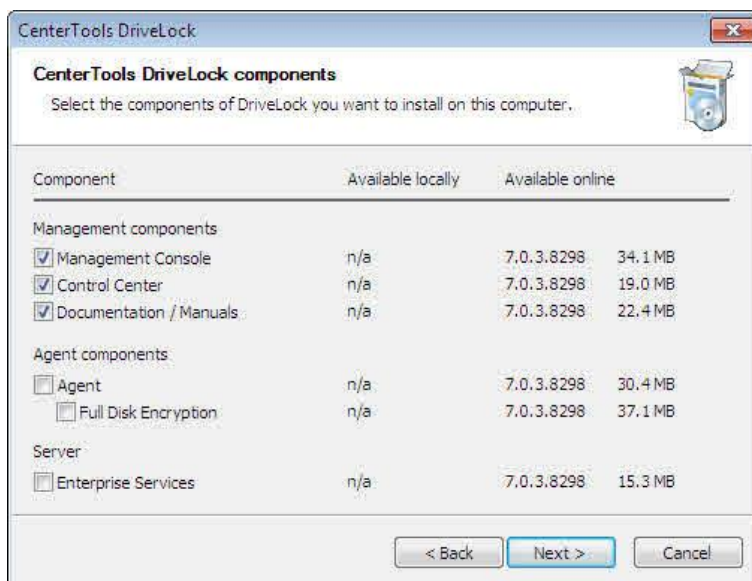 CenterTools DriveLock
CenterTools DriveLock components
Select the components of DriveLock you want to install on this computer.
Component Available locally Available online
Management components
Management Console n/a 7.0.3.8298 34.1 MB
Control Center n/a 7.0.3.8298 19.0 MB
Documentation / Manuals n/a 7.0.3.8298 22.4 MB
Agent components
Agent n/a 7.0.3.8298 30.4 MB
Full Disk Encryption n/a 7.0.3.8298 37.1 MB
Server
Enterprise Services n/a 7.0.3.8298 15.3 MB
< Back Next > Cancel